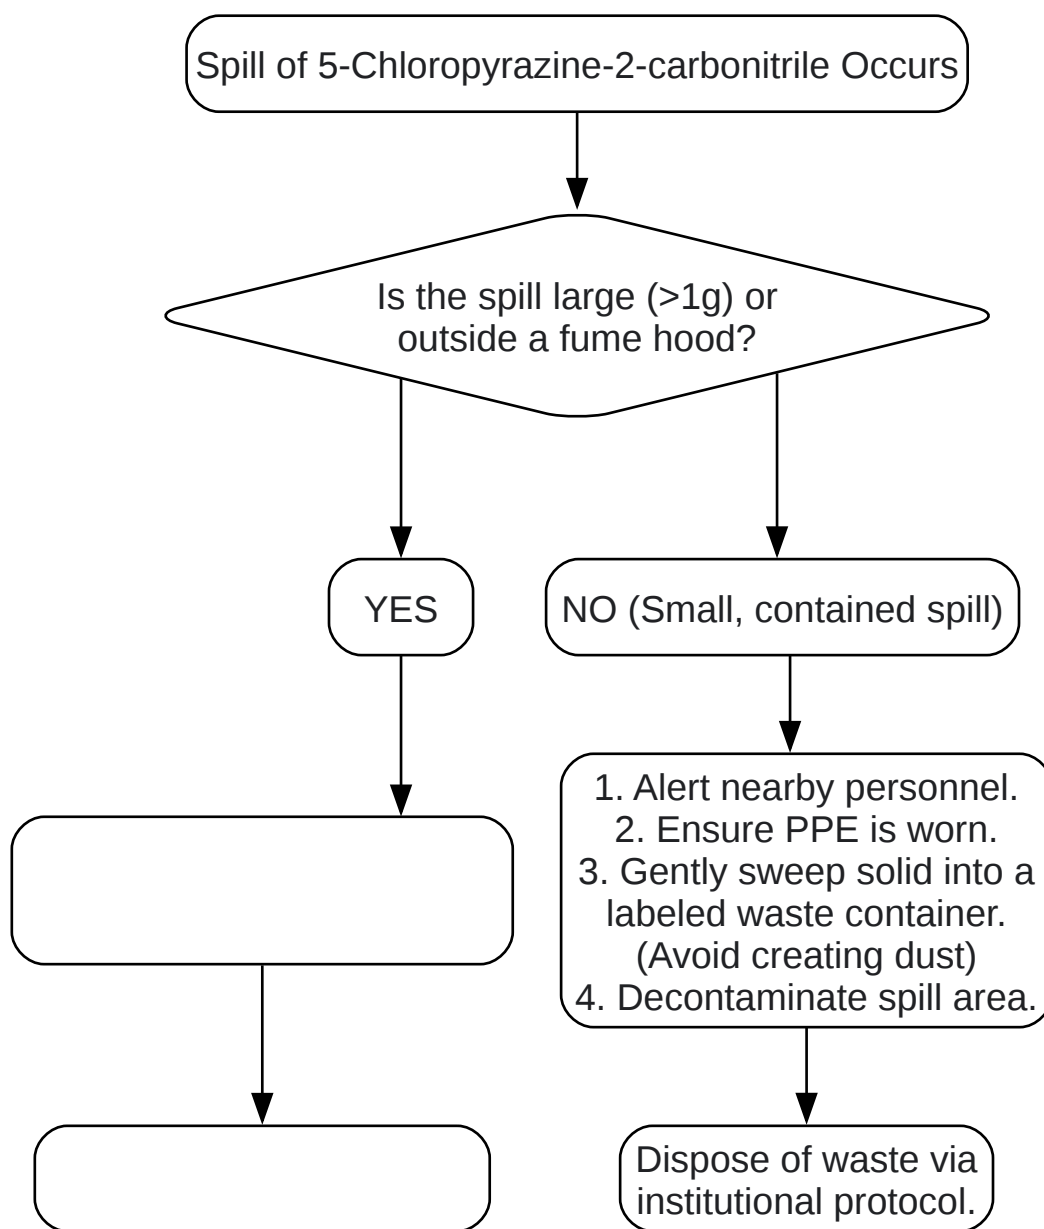 Spill of 5-Chloropyrazine-2-carbonitrile Occurs
Is the spill large (>1g) or
outside a fume hood?
YES
NO (Small, contained spill)
1. Alert nearby personnel.
2. Ensure PPE is worn.
3. Gently sweep solid into a
labeled waste container.
(Avoid creating dust)
4. Decontaminate spill area.
Dispose of waste via
institutional protocol.